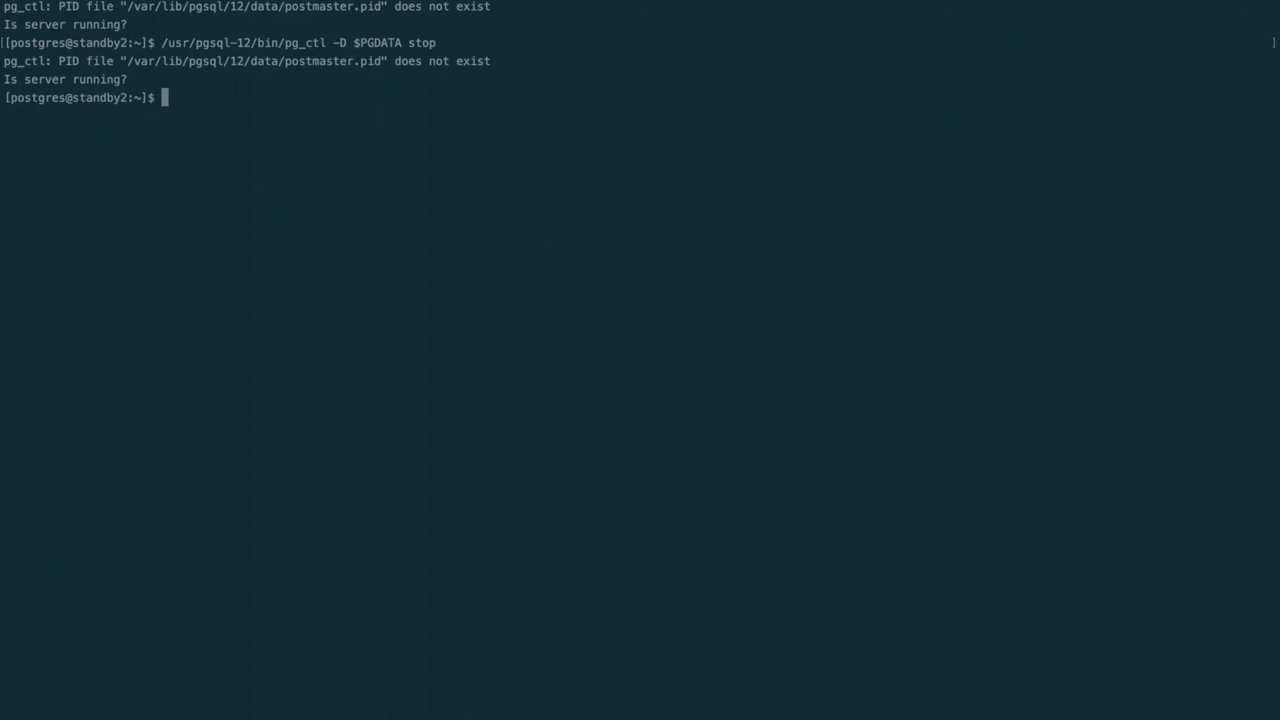 pg_ctl: PID file "/var/lib/pgsql/12/data/postmaster.pid" does not exist
Is server running?
[[postgres@standby2:~]$ /usr/pgsql-12/bin/pg_ctl -D $PGDATA stop ]
pg_ctl: PID file "/var/lib/pgsql/12/data/postmaster.pid" does not exist
Is server running?
[postgres@standby2:~]$